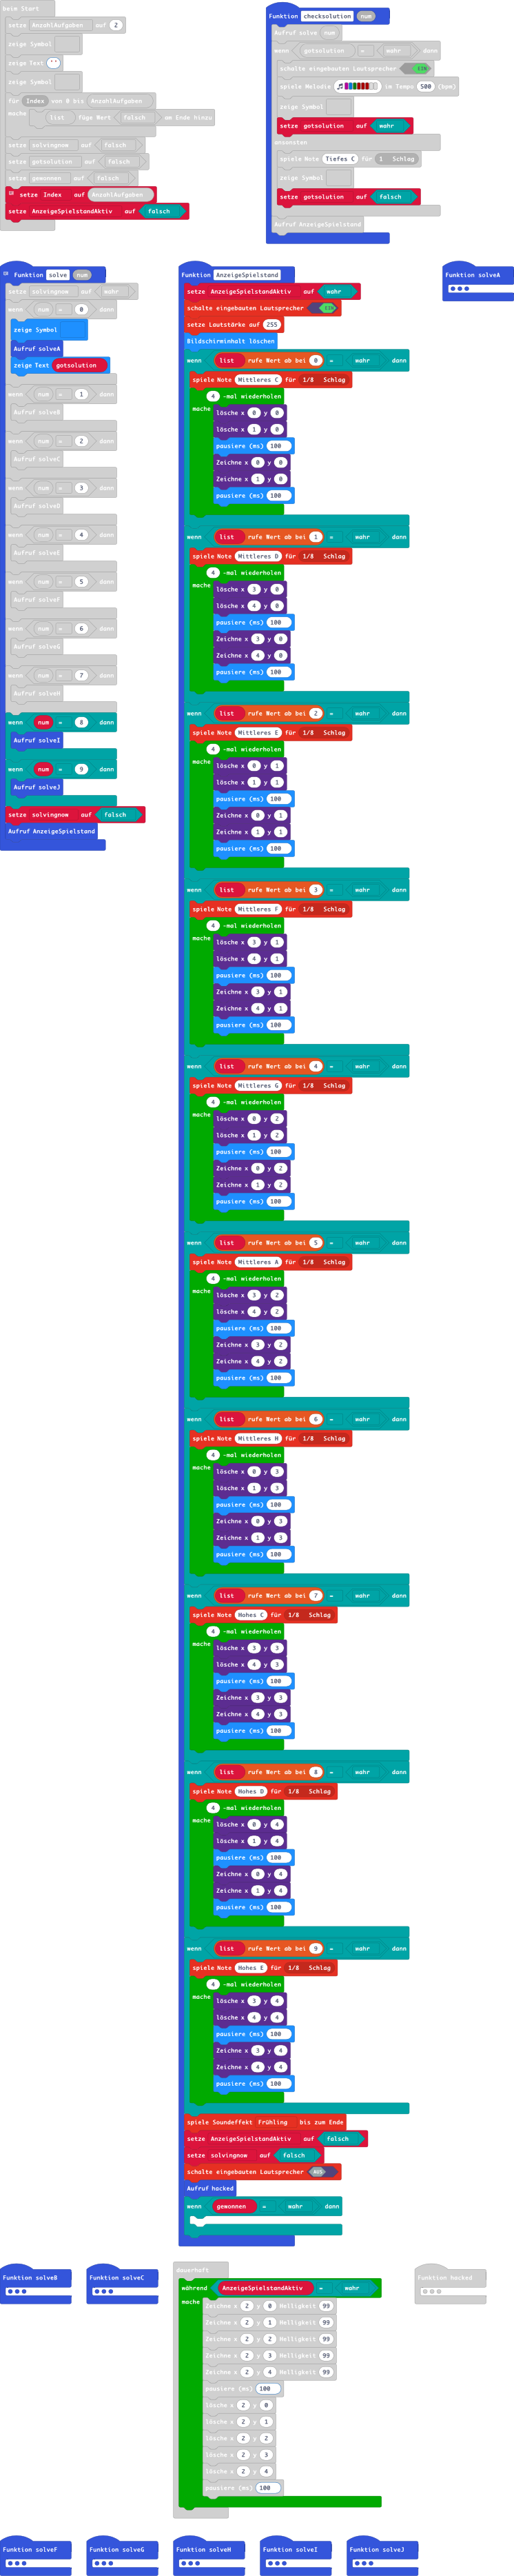 beim Start
setze AnzahlAufgaben auf 2
zeige Symbol
zeige Text " "
zeige Symbol
für Index von 0 bis AnzahlAufgaben
mache list füge Wert falsch am Ende hinzu
setze solvingnow auf falsch
setze gotsolution auf falsch
setze gewonnen auf falsch
setze Index auf AnzahlAufgaben
setze AnzeigeSpielstandAktiv auf falsch
Funktion checksolution num
Aufruf solve num
wenn gotsolution = wahr dann
schalte eingebauten Lautsprecher EIN
spiele Melodie im Tempo 500 (bpm)
zeige Symbol
setze gotsolution auf wahr
ansonsten
spiele Note Tiefes C für 1 Schlag
zeige Symbol
setze gotsolution auf falsch
Aufruf AnzeigeSpielstand
Funktion solve num
setze solvingnow auf wahr
wenn num = 0 dann
zeige Symbol
Aufruf solveA
zeige Text gotsolution
wenn num = 1 dann
Aufruf solveB
wenn num = 2 dann
Aufruf solveC
wenn num = 3 dann
Aufruf solveD
wenn num = 4 dann
Aufruf solveE
wenn num = 5 dann
Aufruf solveF
wenn num = 6 dann
Aufruf solveG
wenn num = 7 dann
Aufruf solveH
wenn num = 8 dann
Aufruf solveI
wenn num = 9 dann
Aufruf solveJ
setze solvingnow auf falsch
Aufruf AnzeigeSpielstand
Funktion AnzeigeSpielstand
setze AnzeigeSpielstandAktiv auf wahr
schalte eingebauten Lautsprecher EIN
setze Lautstärke auf 255
Bildschirminhalt löschen
wenn list rufe Wert ab bei 0 = wahr dann
spiele Note Mittleres C für 1/8 Schlag
4 -mal wiederholen
mache lösche x 0 y 0
lösche x 1 y 0
pausiere (ms) 100
Zeichne x 0 y 0
Zeichne x 1 y 0
pausiere (ms) 100
wenn list rufe Wert ab bei 1 = wahr dann
spiele Note Mittleres D für 1/8 Schlag
4 -mal wiederholen
mache lösche x 3 y 0
lösche x 4 y 0
pausiere (ms) 100
Zeichne x 3 y 0
Zeichne x 4 y 0
pausiere (ms) 100
wenn list rufe Wert ab bei 2 = wahr dann
spiele Note Mittleres E für 1/8 Schlag
4 -mal wiederholen
mache lösche x 0 y 1
lösche x 1 y 1
pausiere (ms) 100
Zeichne x 0 y 1
Zeichne x 1 y 1
pausiere (ms) 100
wenn list rufe Wert ab bei 3 = wahr dann
spiele Note Mittleres F für 1/8 Schlag
4 -mal wiederholen
mache lösche x 3 y 1
lösche x 4 y 1
pausiere (ms) 100
Zeichne x 3 y 1
Zeichne x 4 y 1
pausiere (ms) 100
wenn list rufe Wert ab bei 4 = wahr dann
spiele Note Mittleres G für 1/8 Schlag
4 -mal wiederholen
mache lösche x 0 y 2
lösche x 1 y 2
pausiere (ms) 100
Zeichne x 0 y 2
Zeichne x 1 y 2
pausiere (ms) 100
wenn list rufe Wert ab bei 5 = wahr dann
spiele Note Mittleres A für 1/8 Schlag
4 -mal wiederholen
mache lösche x 3 y 2
lösche x 4 y 2
pausiere (ms) 100
Zeichne x 3 y 2
Zeichne x 4 y 2
pausiere (ms) 100
wenn list rufe Wert ab bei 6 = wahr dann
spiele Note Mittleres H für 1/8 Schlag
4 -mal wiederholen
mache lösche x 0 y 3
lösche x 1 y 3
pausiere (ms) 100
Zeichne x 0 y 3
Zeichne x 1 y 3
pausiere (ms) 100
wenn list rufe Wert ab bei 7 = wahr dann
spiele Note Hohes C für 1/8 Schlag
4 -mal wiederholen
mache lösche x 3 y 3
lösche x 4 y 3
pausiere (ms) 100
Zeichne x 3 y 3
Zeichne x 4 y 3
pausiere (ms) 100
wenn list rufe Wert ab bei 8 = wahr dann
spiele Note Hohes D für 1/8 Schlag
4 -mal wiederholen
mache lösche x 0 y 4
lösche x 1 y 4
pausiere (ms) 100
Zeichne x 0 y 4
Zeichne x 1 y 4
pausiere (ms) 100
wenn list rufe Wert ab bei 9 = wahr dann
spiele Note Hohes E für 1/8 Schlag
4 -mal wiederholen
mache lösche x 3 y 4
lösche x 4 y 4
pausiere (ms) 100
Zeichne x 3 y 4
Zeichne x 4 y 4
pausiere (ms) 100
spiele Soundeffekt frühling bis zum Ende
setze AnzeigeSpielstandAktiv auf falsch
setze solvingnow auf falsch
schalte eingebauten Lautsprecher AUS
Aufruf hacked
wenn gewonnen = wahr dann
Funktion solveA
Funktion solveB
Funktion solveC
dauerhaft
während AnzeigeSpielstandAktiv = wahr
mache Zeichne x 2 y 0 Helligkeit 99
Zeichne x 2 y 1 Helligkeit 99
Zeichne x 2 y 2 Helligkeit 99
Zeichne x 2 y 3 Helligkeit 99
Zeichne x 2 y 4 Helligkeit 99
pausiere (ms) 100
lösche x 2 y 0
lösche x 2 y 1
lösche x 2 y 2
lösche x 2 y 3
lösche x 2 y 4
pausiere (ms) 100
Funktion hacked
Funktion solveF
Funktion solveG
Funktion solveH
Funktion solveI
Funktion solveJ